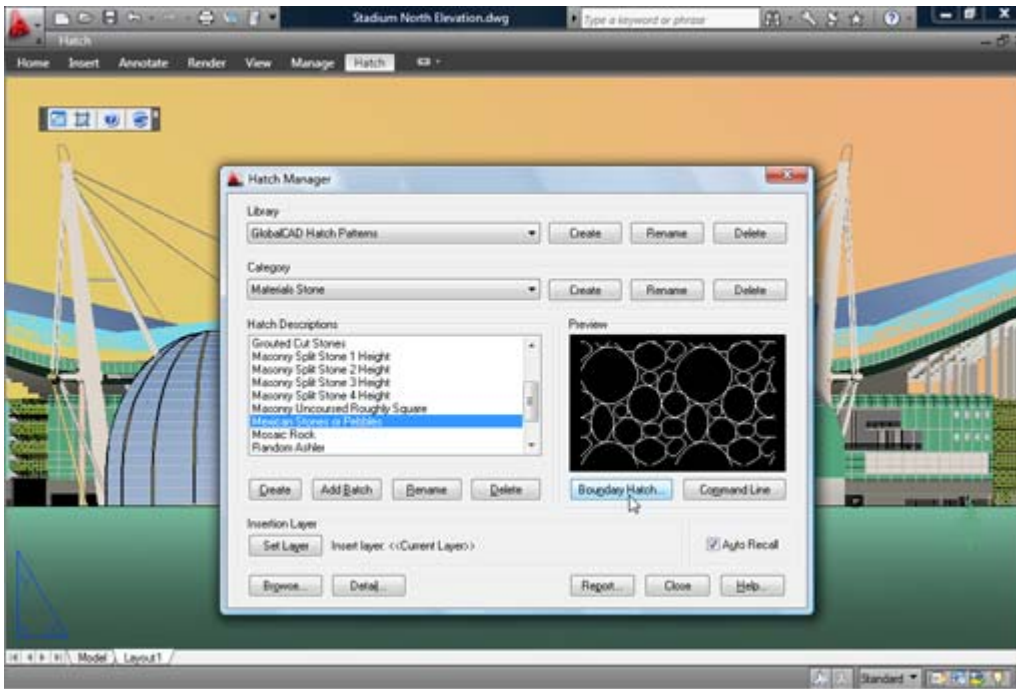 Stadium North Elevation.dwg
Type a keyword or phrase
Hatch
Home Insert Annotate Render View Manage Hatch
Hatch Manager
Library
GlobalCAD Hatch Patterns
Create Rename Delete
Category
Materials Stone
Create Rename Delete
Hatch Descriptions
Preview
Grouted Cut Stones
Masonry Split Stone 1 Height
Masonry Split Stone 2 Height
Masonry Split Stone 3 Height
Masonry Split Stone 4 Height
Masonry Uncoursed Roughly Square
Mexican Stones or Pebbles
Mosaic Rock
Random Ashler
Create Add Batch Rename Delete
Boundary Hatch... Command Line
Insertion Layer
Set Layer Insert layer: <<Current Layer>>
Auto Recall
Browse... Detail... Report... Close Help...
Model Layout1
Standard